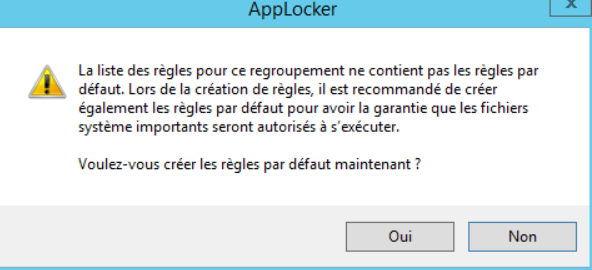 AppLocker
x
La liste des règles pour ce regroupement ne contient pas les règles par
défaut. Lors de la création de règles, il est recommandé de créer
également les règles par défaut pour avoir la garantie que les fichiers
système importants seront autorisés à s'exécuter.
Voulez-vous créer les règles par défaut maintenant ?
Oui Non